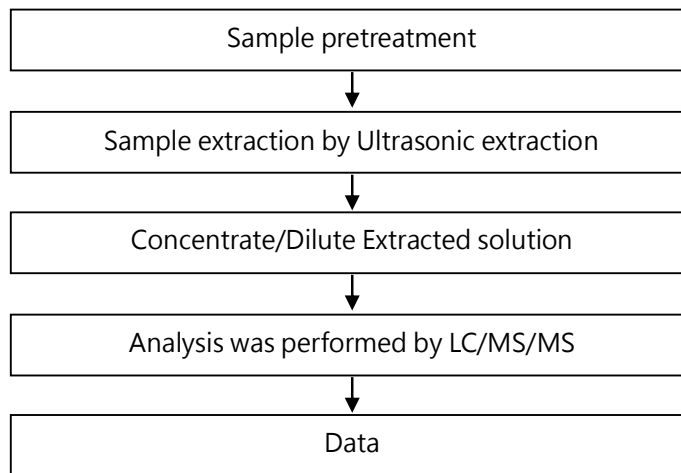 Sample pretreatment
Sample extraction by Ultrasonic extraction
Concentrate/Dilute Extracted solution
Analysis was performed by LC/MS/MS
Data